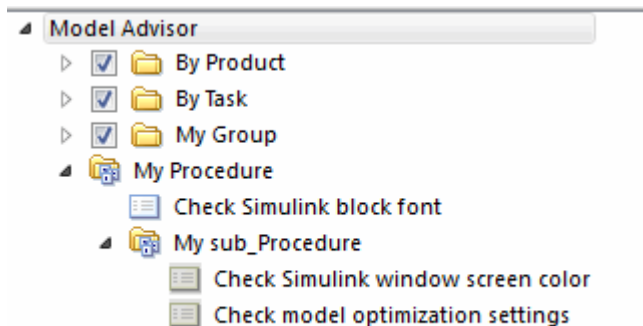 Model Advisor
By Product
By Task
My Group
My Procedure
Check Simulink block font
My sub_Procedure
Check Simulink window screen color
Check model optimization settings